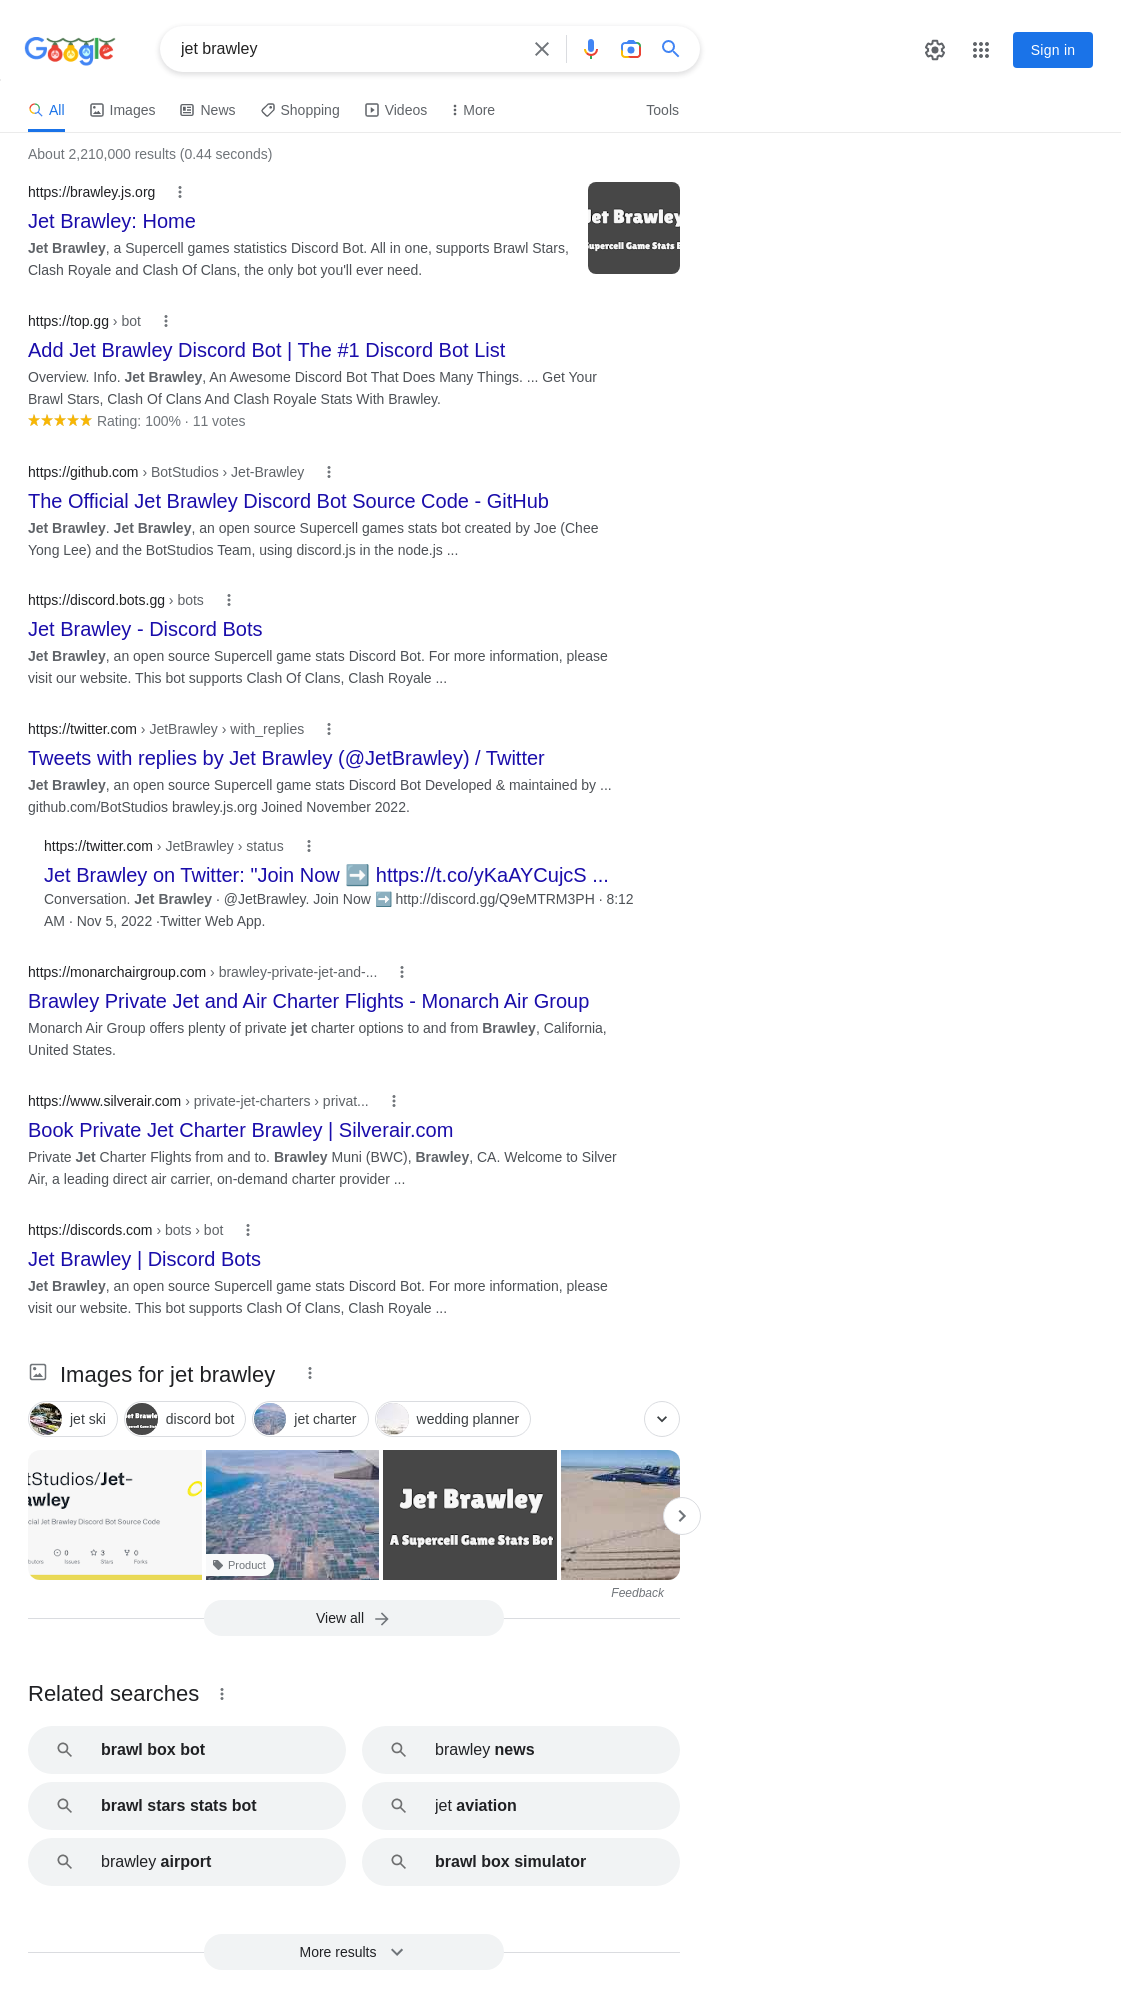 Google
jet brawley
Sign in
All
Images
News
Shopping
Videos
More
Tools
About 2,210,000 results (0.44 seconds)
https://brawley.js.org
Jet Brawley: Home
Jet Brawley, a Supercell games statistics Discord Bot. All in one, supports Brawl Stars,
Clash Royale and Clash Of Clans, the only bot you'll ever need.
Jet Brawley
Supercell Game Stats B
https://top.gg › bot
Add Jet Brawley Discord Bot | The #1 Discord Bot List
Overview. Info. Jet Brawley, An Awesome Discord Bot That Does Many Things. ... Get Your
Brawl Stars, Clash Of Clans And Clash Royale Stats With Brawley.
Rating: 100% · 11 votes
https://github.com › BotStudios › Jet-Brawley
The Official Jet Brawley Discord Bot Source Code - GitHub
Jet Brawley. Jet Brawley, an open source Supercell games stats bot created by Joe (Chee
Yong Lee) and the BotStudios Team, using discord.js in the node.js ...
https://discord.bots.gg › bots
Jet Brawley - Discord Bots
Jet Brawley, an open source Supercell game stats Discord Bot. For more information, please
visit our website. This bot supports Clash Of Clans, Clash Royale ...
https://twitter.com › JetBrawley › with_replies
Tweets with replies by Jet Brawley (@JetBrawley) / Twitter
Jet Brawley, an open source Supercell game stats Discord Bot Developed & maintained by ...
github.com/BotStudios brawley.js.org Joined November 2022.
https://twitter.com › JetBrawley › status
Jet Brawley on Twitter: "Join Now ➡️ https://t.co/yKaAYCujcS ...
Conversation. Jet Brawley · @JetBrawley. Join Now ➡️ http://discord.gg/Q9eMTRM3PH · 8:12
AM · Nov 5, 2022 ·Twitter Web App.
https://monarchairgroup.com › brawley-private-jet-and-...
Brawley Private Jet and Air Charter Flights - Monarch Air Group
Monarch Air Group offers plenty of private jet charter options to and from Brawley, California,
United States.
https://www.silverair.com › private-jet-charters › privat...
Book Private Jet Charter Brawley | Silverair.com
Private Jet Charter Flights from and to. Brawley Muni (BWC), Brawley, CA. Welcome to Silver
Air, a leading direct air carrier, on-demand charter provider ...
https://discords.com › bots › bot
Jet Brawley | Discord Bots
Jet Brawley, an open source Supercell game stats Discord Bot. For more information, please
visit our website. This bot supports Clash Of Clans, Clash Royale ...
Images for jet brawley
jet ski
discord bot
jet charter
wedding planner
tStudios/Jet-
awley
cial Jet Brawley Discord Bot Source Code
0
3
0
Issues
Stars
Forks
Product
Jet Brawley
A Supercell Game Stats Bot
Feedback
View all
Related searches
brawl box bot
brawley news
brawl stars stats bot
jet aviation
brawley airport
brawl box simulator
More results